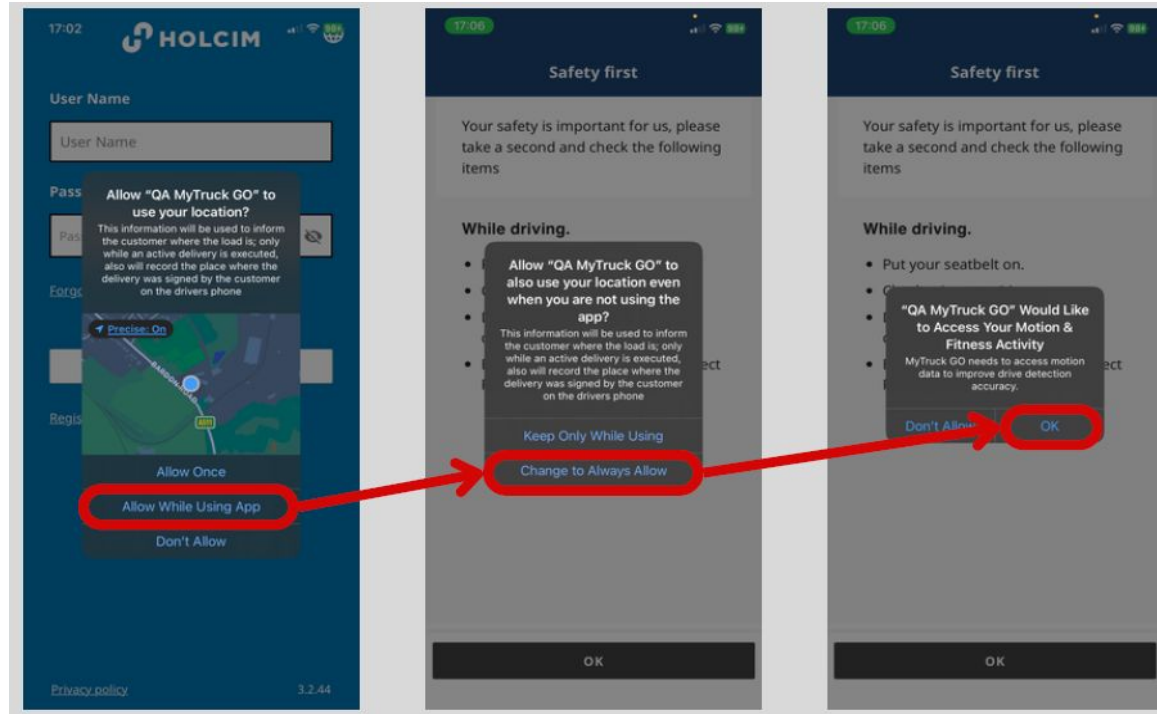 17:02
HOLCIM
User Name
User Name
Pass
Pas
Allow “QA MyTruck GO” to
use your location?
This information will be used to inform
the customer where the load is; only
while an active delivery is executed,
also will record the place where the
delivery was signed by the customer
on the drivers phone
Forgo
Precise: On
BARDON ROAD
Regis
Allow Once
Allow While Using App
Don't Allow
Privacy policy
3.2.44
17:06
Safety first
Your safety is important for us, please
take a second and check the following
items
While driving.
Allow “QA MyTruck GO” to
also use your location even
when you are not using the
app?
This information will be used to inform
the customer where the load is; only
while an active delivery is executed,
also will record the place where the
delivery was signed by the customer
on the drivers phone
ect
Keep Only While Using
Change to Always Allow
OK
17:06
Safety first
Your safety is important for us, please
take a second and check the following
items
While driving.
Put your seatbelt on.
“QA MyTruck GO” Would Like
to Access Your Motion &
Fitness Activity
MyTruck GO needs to access motion
data to improve drive detection
accuracy.
ect
Don't Allow
OK
OK